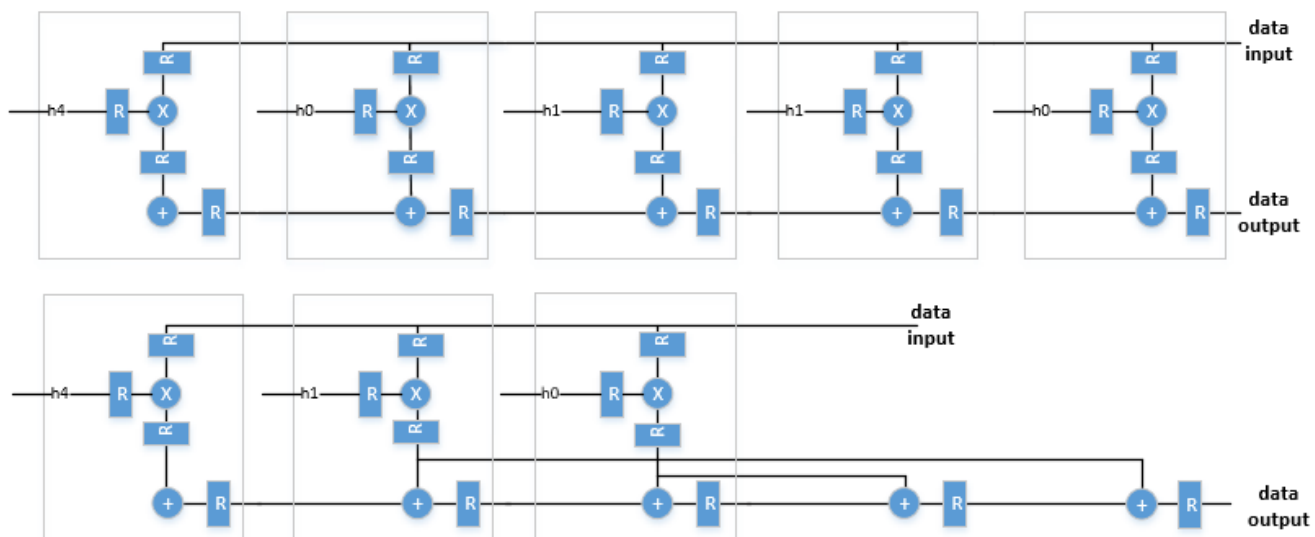 data
input
R R R R R
h4 R X h0 R X h1 R X h1 R X h0 R X
R R R R R
+ R + R + R + R + R
data
output
data
input
R R R
h4 R X h1 R X h0 R X
R R R
+ R + R + R + R + R
data
output